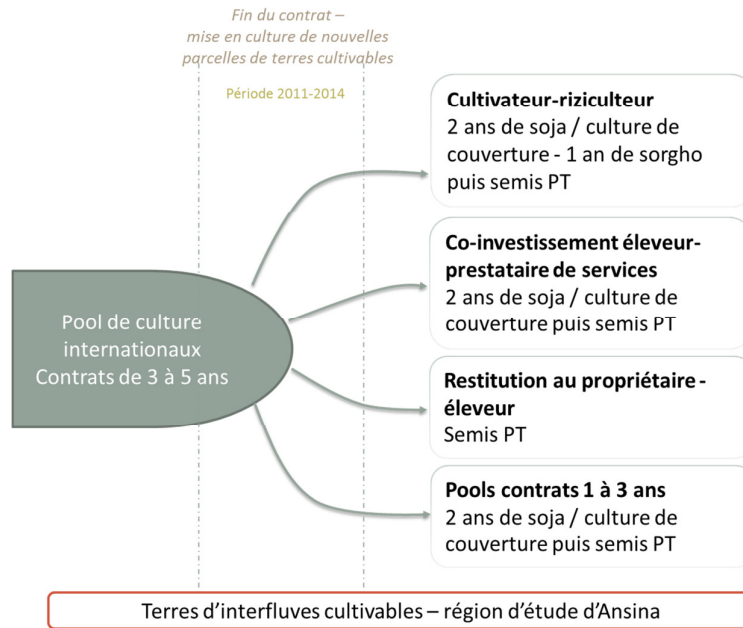 Fin du contrat –
mise en culture de nouvelles
parcelles de terres cultivables
Période 2011-2014
Pool de culture
internationaux
Contrats de 3 à 5 ans
Cultivateur-riziculteur
2 ans de soja / culture de
couverture - 1 an de sorgho
puis semis PT
Co-investissement éleveur-
prestataire de services
2 ans de soja / culture de
couverture puis semis PT
Restitution au propriétaire -
éleveur
Semis PT
Pools contrats 1 à 3 ans
2 ans de soja / culture de
couverture puis semis PT
Terres d’interfluves cultivables – région d’étude d’Ansina